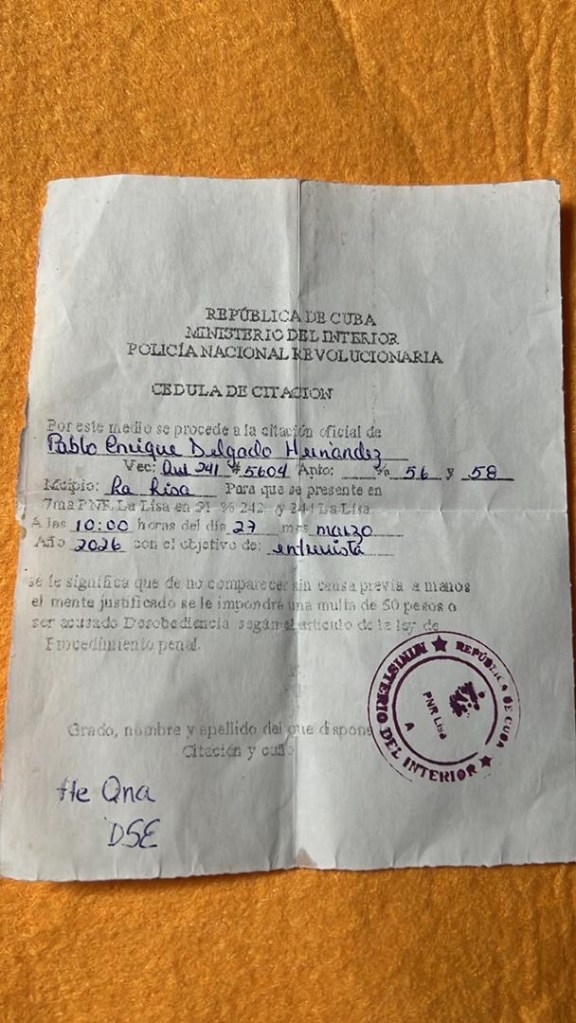 REPÚBLICA DE CUBA
MINISTERIO DEL INTERIOR
POLICÍA NACIONAL REVOLUCIONARIA
CEDULA DE CITACION
Por este medio se procede a la citación oficial de
Pablo Enrique Delgado Hernandez
Vec: 241 # 5604 Apto: % 56 y 58
Mcipio: La Lisa Para que se presente en
7ma PNR La Lisa en 51 % 242 y 244 La Lisa
A las 10:00 horas del día 27 mes marzo
Año 2026 con el objetivo de: entrevista
se le significa que de no comparecer sin causa previa a manos
el mente justificado se le impondrá una multa de 50 pesos o
ser acusado Desobediencia según el artículo de la ley de
Procedimiento penal.
Grado, nombre y apellido del que dispone
Citación y cuño
DSE
REPÚBLICA DE CUBA
MINISTERIO DEL INTERIOR
PNR Lisa
A